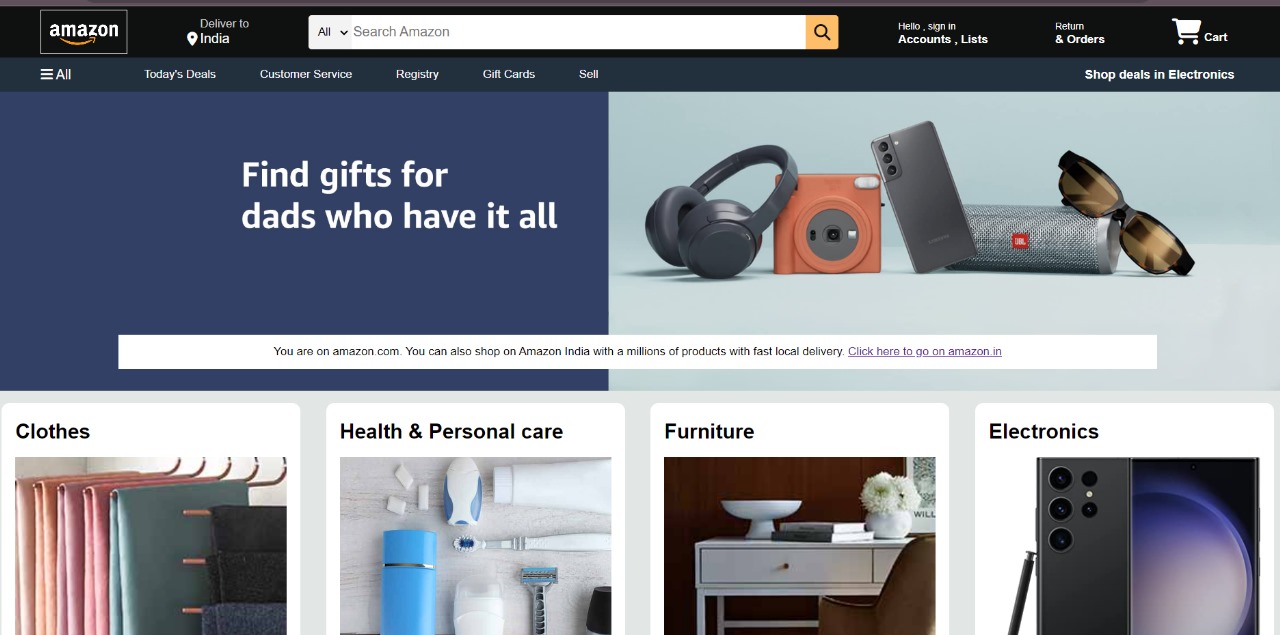 amazon
Deliver to
India
All
Search Amazon
Hello , sign in
Accounts , Lists
Return
& Orders
Cart
All
Today's Deals
Customer Service
Registry
Gift Cards
Sell
Shop deals in Electronics
Find gifts for
dads who have it all
SAMSUNG
JBL
You are on amazon.com. You can also shop on Amazon India with a millions of products with fast local delivery. Click here to go on amazon.in
Clothes
Health & Personal care
Furniture
Electronics
WILL